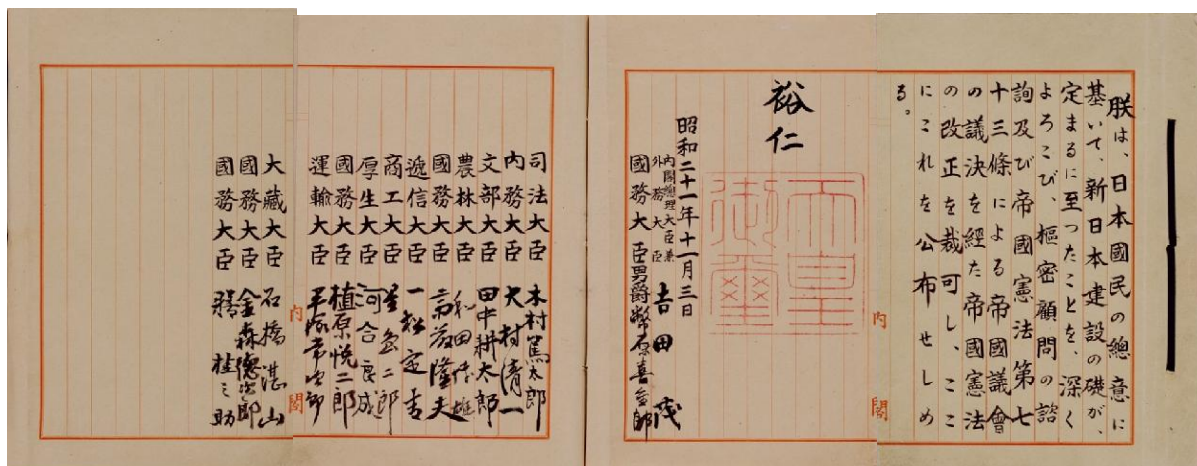 朕は、日本國民の總意に
基いて、新日本建設の礎が、
定まるに至つたことを、深く
よろこび、樞密顧問の諮
詢及び帝國憲法第七
十三條による帝國議會
の議決を経た帝國憲法
の改正を裁可し、ここ
にこれを公布せしめ
る。
内閣
裕仁
天皇御璽
昭和二十一年十一月三日
内閣總理大臣兼
外務大臣 吉田茂
國務大臣 男爵幣原喜重郎
司法大臣 木村篤太郎
内務大臣 大村清一
文部大臣 田中耕太郎
農林大臣 和田博雄
國務大臣 斎藤隆夫
逓信大臣 一松定吉
商工大臣 星島二郎
厚生大臣 河合良成
國務大臣 植原悦二郎
運輸大臣 平塚常次郎
内閣
大藏大臣 石橋湛山
國務大臣 金森德次郎
國務大臣 膳桂之助